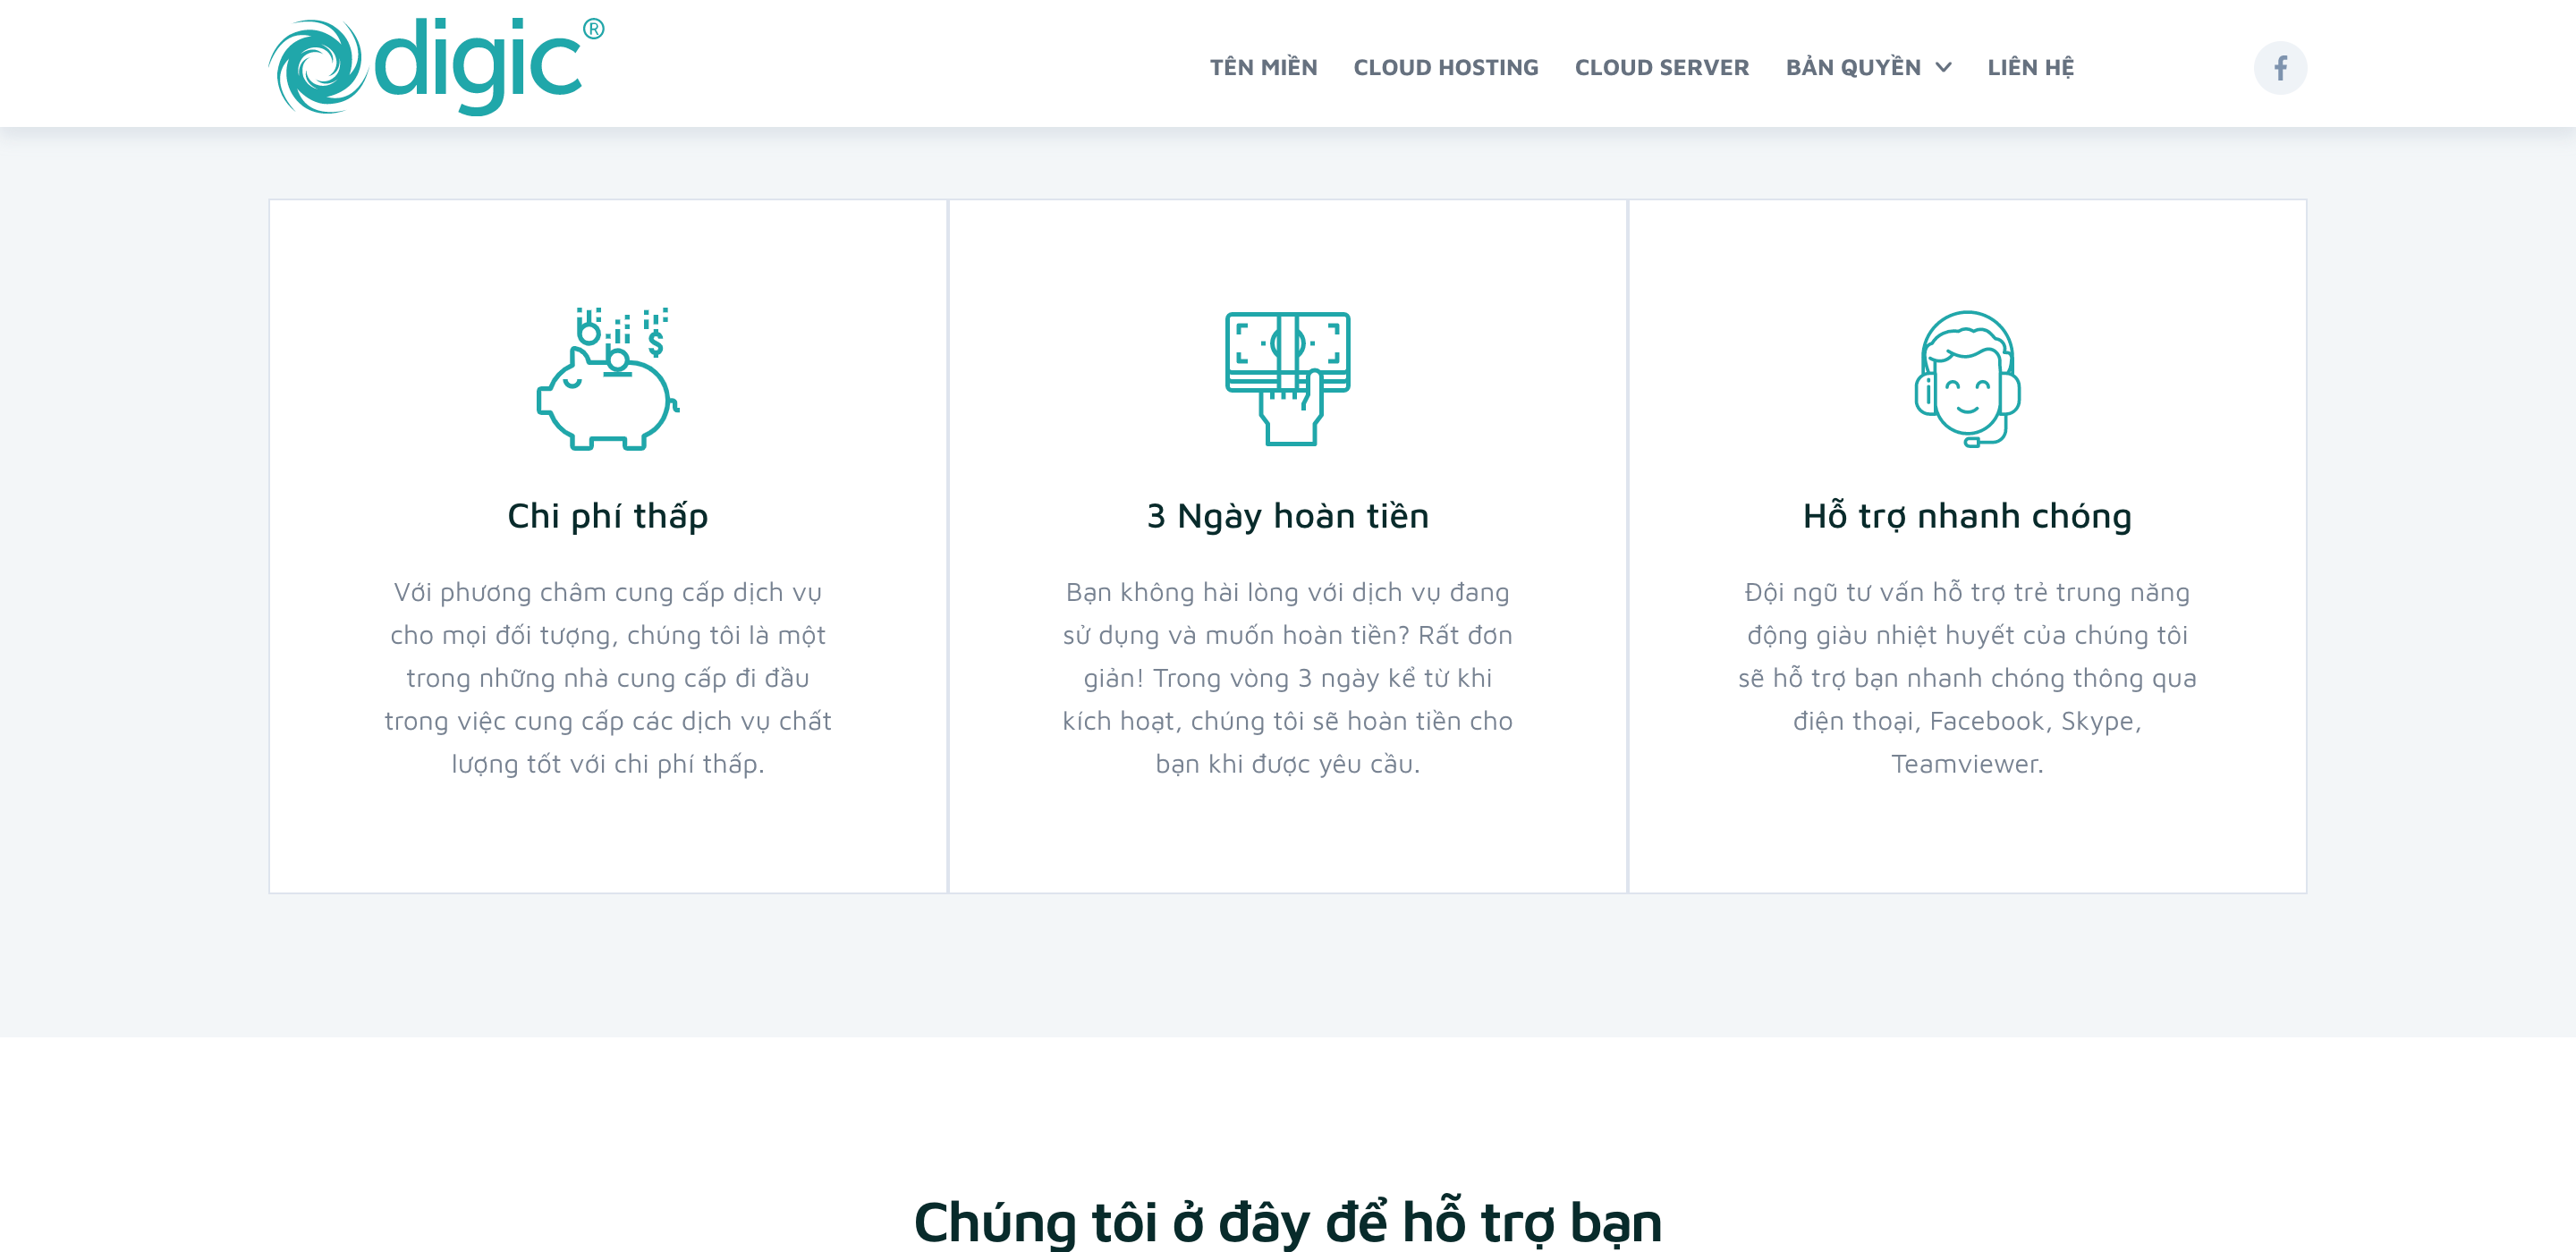 digic®
TÊN MIỀN CLOUD HOSTING CLOUD SERVER BẢN QUYỀN LIÊN HỆ
Chi phí thấp
Với phương châm cung cấp dịch vụ
cho mọi đối tượng, chúng tôi là một
trong những nhà cung cấp đi đầu
trong việc cung cấp các dịch vụ chất
lượng tốt với chi phí thấp.
3 Ngày hoàn tiền
Bạn không hài lòng với dịch vụ đang
sử dụng và muốn hoàn tiền? Rất đơn
giản! Trong vòng 3 ngày kể từ khi
kích hoạt, chúng tôi sẽ hoàn tiền cho
bạn khi được yêu cầu.
Hỗ trợ nhanh chóng
Đội ngũ tư vấn hỗ trợ trẻ trung năng
động giàu nhiệt huyết của chúng tôi
sẽ hỗ trợ bạn nhanh chóng thông qua
điện thoại, Facebook, Skype,
Teamviewer.
Chúng tôi ở đây để hỗ trợ bạn